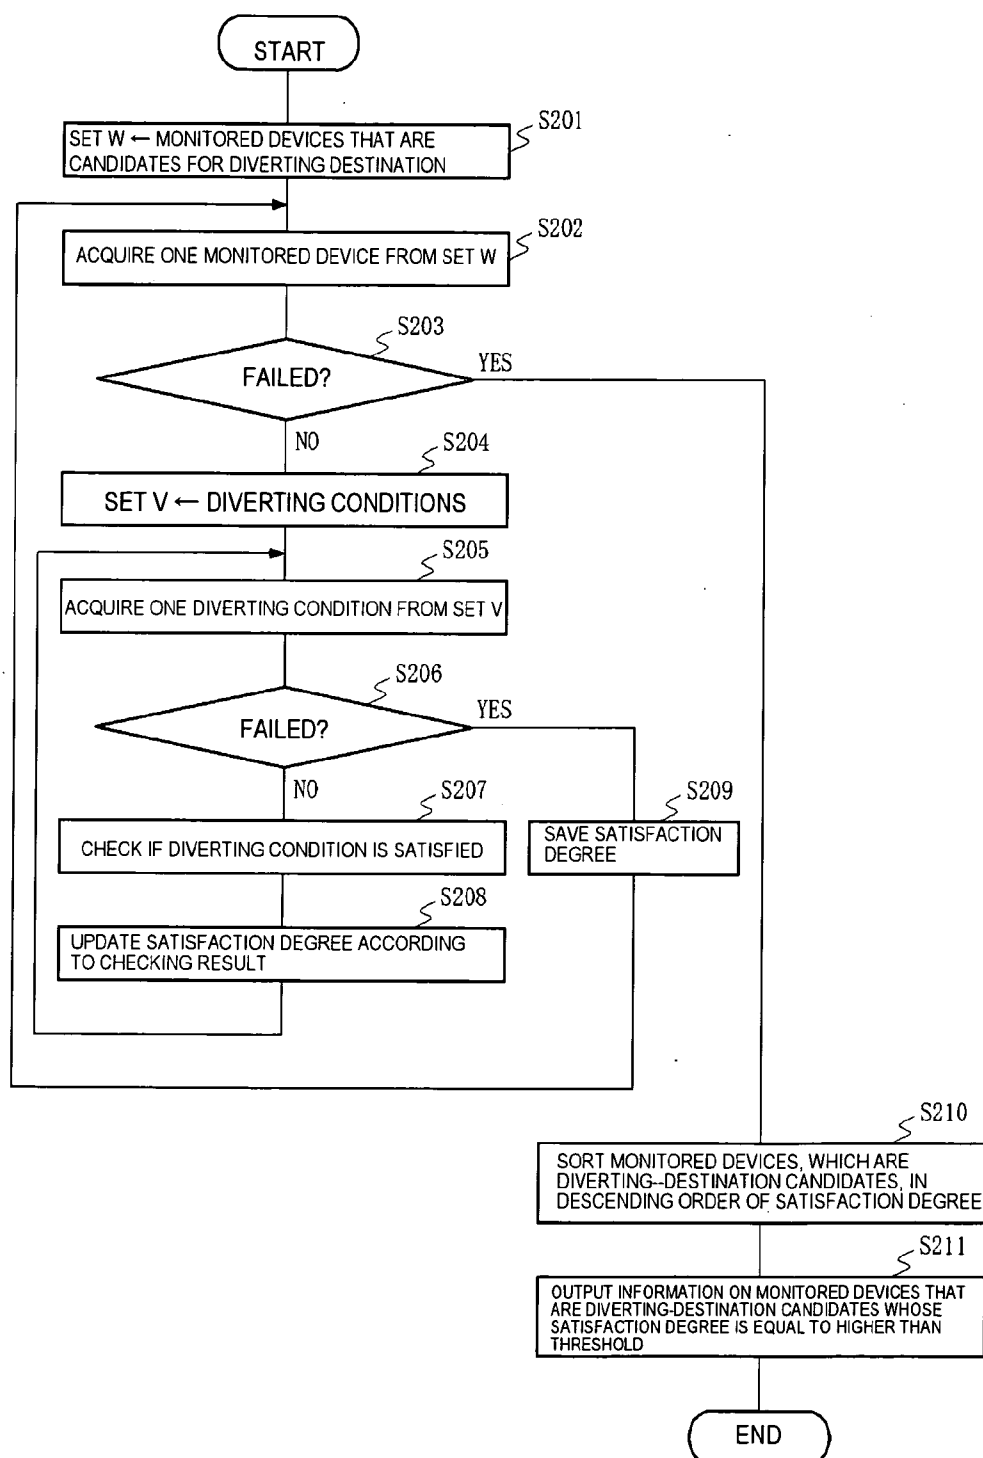 START
S201
SET W ← MONITORED DEVICES THAT ARE
CANDIDATES FOR DIVERTING DESTINATION
S202
ACQUIRE ONE MONITORED DEVICE FROM SET W
S203
FAILED?
YES
NO
S204
SET V ← DIVERTING CONDITIONS
S205
ACQUIRE ONE DIVERTING CONDITION FROM SET V
S206
FAILED?
YES
NO
S207
CHECK IF DIVERTING CONDITION IS SATISFIED
S209
SAVE SATISFACTION
DEGREE
S208
UPDATE SATISFACTION DEGREE ACCORDING
TO CHECKING RESULT
S210
SORT MONITORED DEVICES, WHICH ARE
DIVERTING--DESTINATION CANDIDATES, IN
DESCENDING ORDER OF SATISFACTION DEGREE
S211
OUTPUT INFORMATION ON MONITORED DEVICES THAT
ARE DIVERTING-DESTINATION CANDIDATES WHOSE
SATISFACTION DEGREE IS EQUAL TO HIGHER THAN
THRESHOLD
END